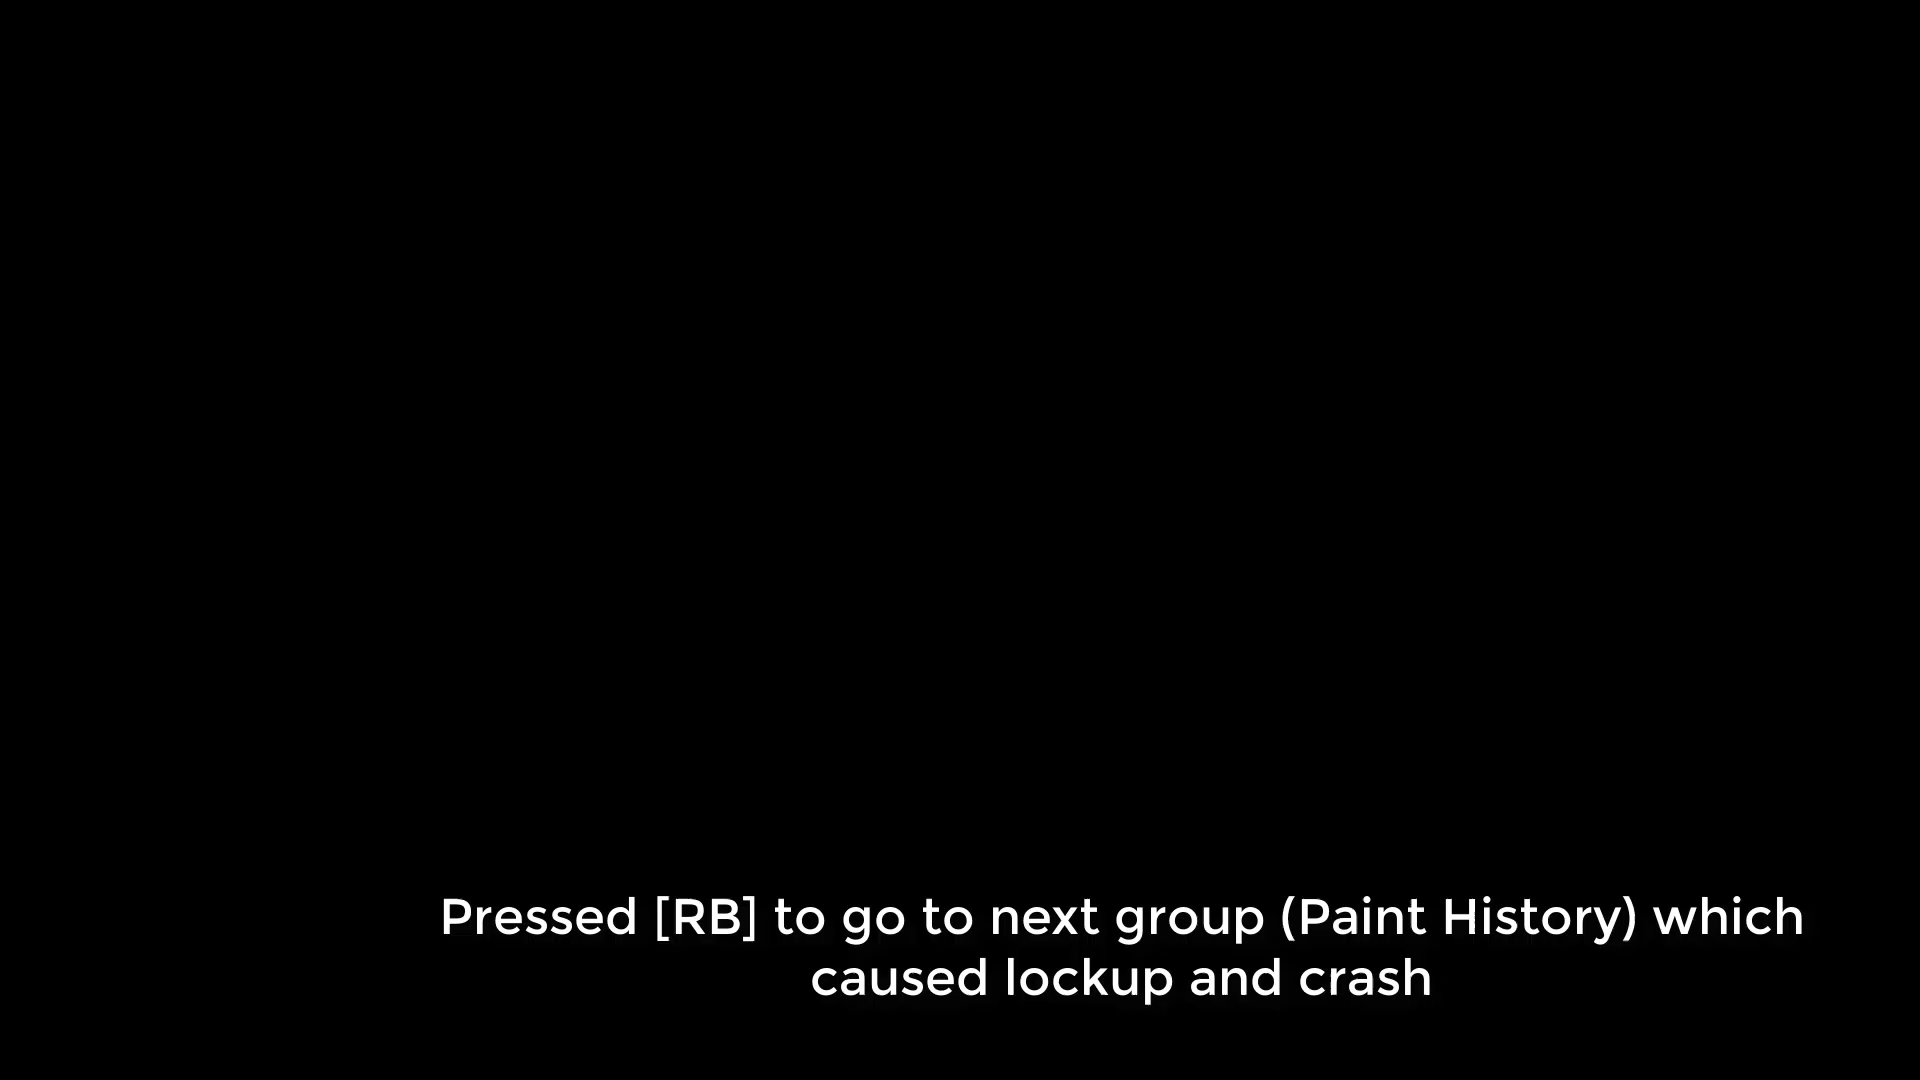 Pressed [RB] to go to next group (Paint History) which
caused lockup and crash